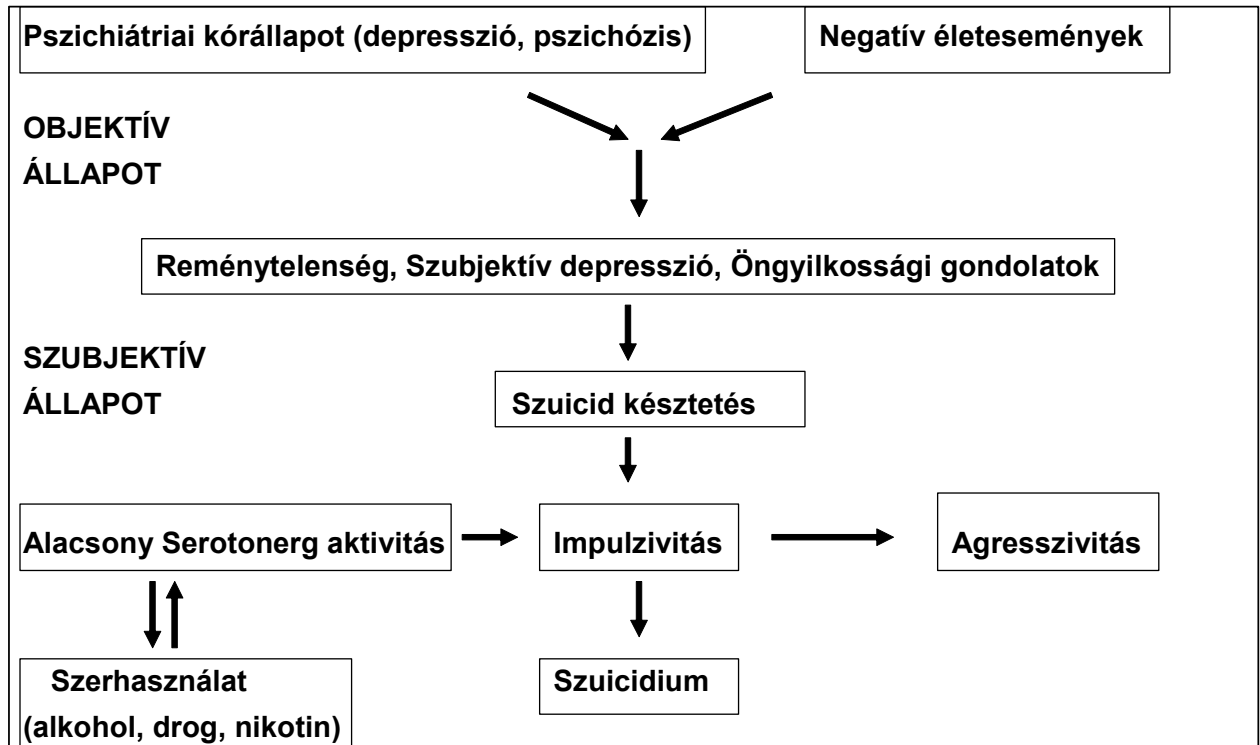 Pszichiátriai kórállapot (depresszió, pszichózis)
Negatív életesemények
OBJEKTÍV
ÁLLAPOT
Reménytelenség, Szubjektív depresszió, Öngyilkossági gondolatok
SZUBJEKTÍV
ÁLLAPOT
Szuicid késztetés
Alacsony Serotonerg aktivitás
Impulzivitás
Agresszivitás
Szerhasználat
(alkohol, drog, nikotin)
Szuicidium